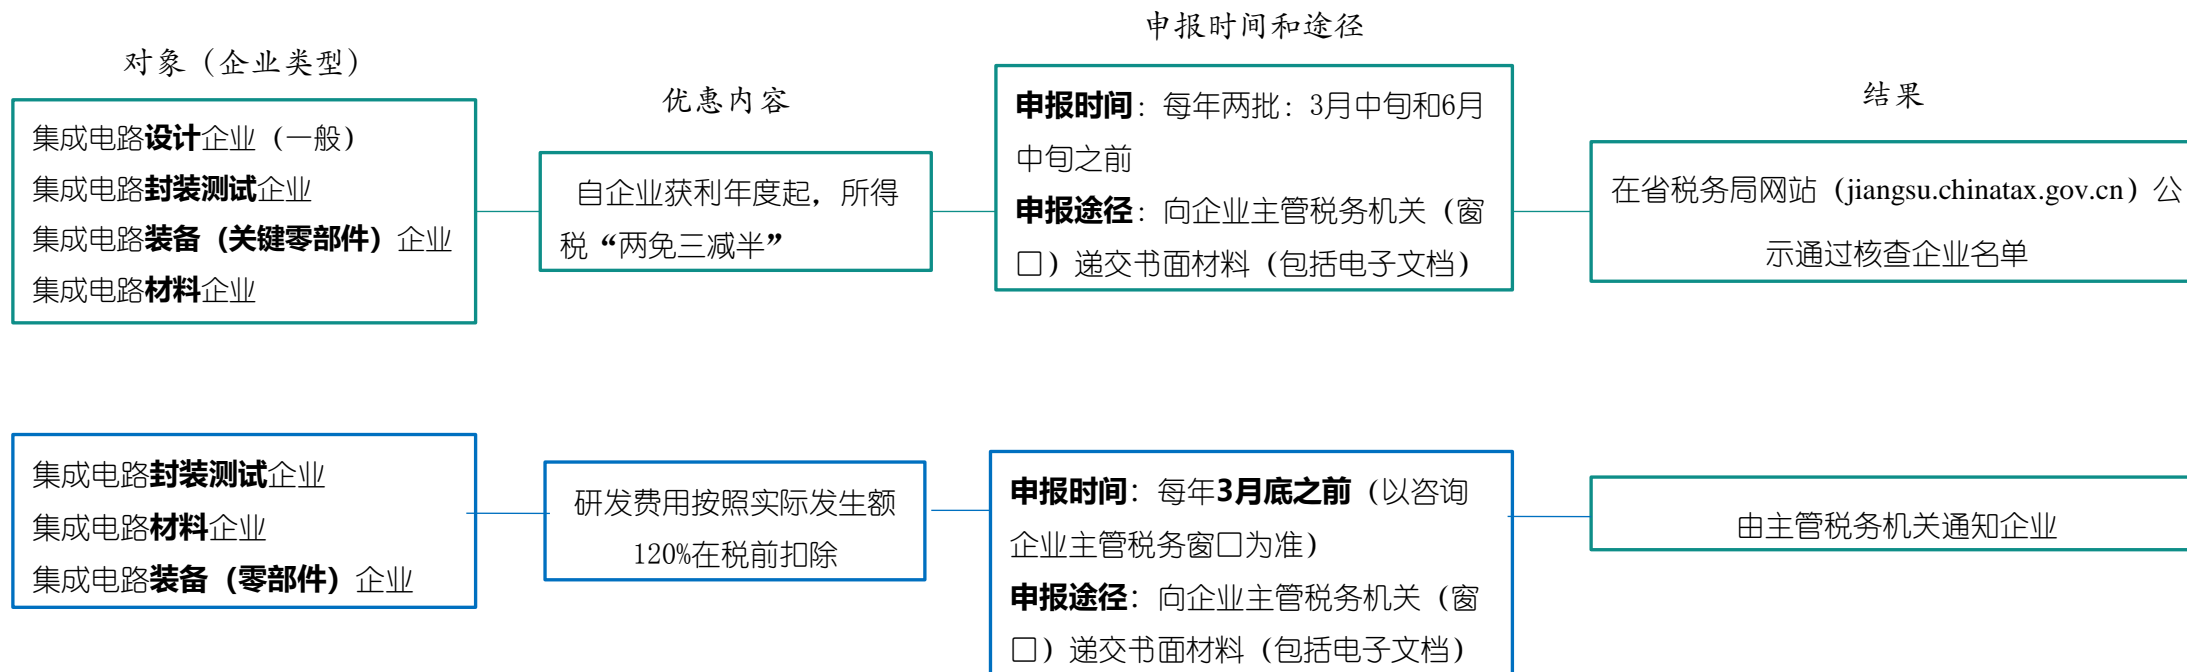 对象（企业类型）
集成电路设计企业（一般）
集成电路封装测试企业
集成电路装备（关键零部件）企业
集成电路材料企业
优惠内容
自企业获利年度起，所得
税“两免三减半”
申报时间和途径
申报时间：每年两批：3月中旬和6月
中旬之前
申报途径：向企业主管税务机关（窗
口）递交书面材料（包括电子文档）
结果
在省税务局网站（jiangsu.chinatax.gov.cn）公
示通过核查企业名单
集成电路封装测试企业
集成电路材料企业
集成电路装备（零部件）企业
研发费用按照实际发生额
120%在税前扣除
申报时间：每年3月底之前（以咨询
企业主管税务窗口为准）
申报途径：向企业主管税务机关（窗
口）递交书面材料（包括电子文档）
由主管税务机关通知企业